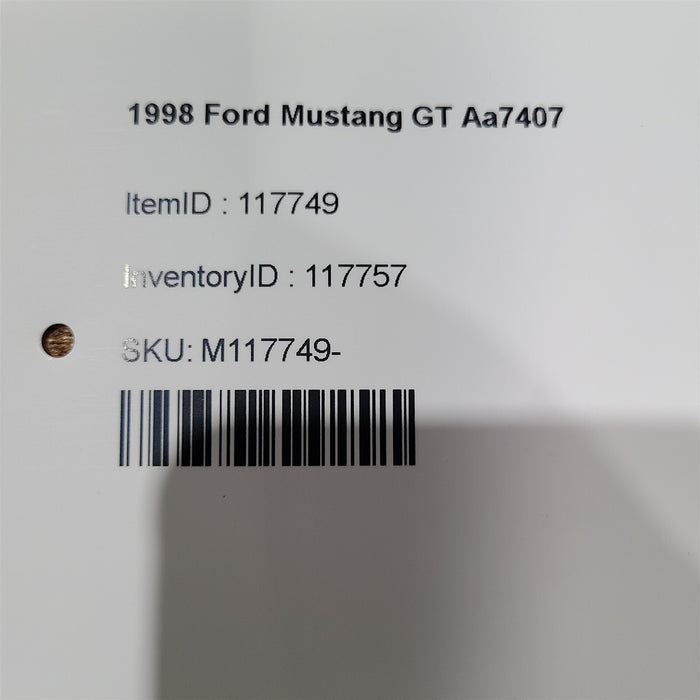 1998 Ford Mustang GT Aa7407
ItemID : 117749
InventoryID : 117757
SKU: M117749-